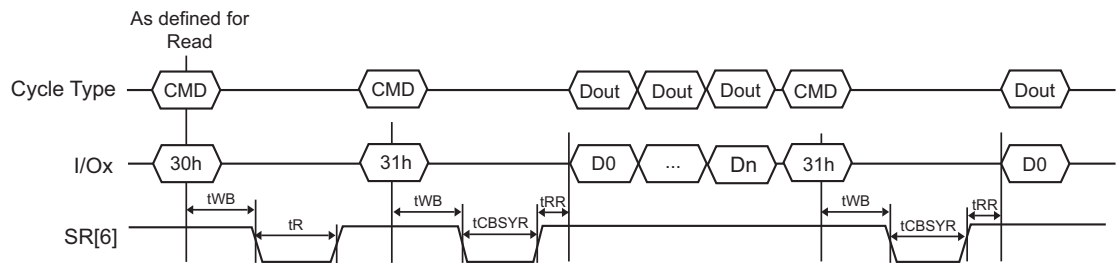 As defined for
Read
Cycle Type CMD CMD Dout Dout Dout CMD Dout
I/Ox 30h 31h D0 ... Dn 31h D0
tWB tR tWB tCBSYR tRR tWB tCBSYR tRR
SR[6]